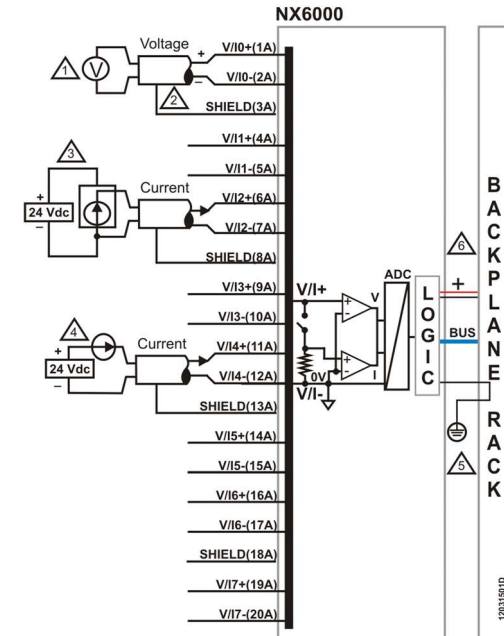 NX6000
Voltage
+
V/I0+(1A)
1
V
–
V/I0-(2A)
2
SHIELD(3A)
V/I1+(4A)
3
V/I1-(5A)
Current
V/I2+(6A)
+
24 Vdc
–
V/I2-(7A)
SHIELD(8A)
V/I3+(9A)
V/I3-(10A)
4
Current
V/I4+(11A)
+
24 Vdc
–
V/I4-(12A)
SHIELD(13A)
V/I5+(14A)
V/I5-(15A)
V/I6+(16A)
V/I6-(17A)
SHIELD(18A)
V/I7+(19A)
V/I7-(20A)
V/I+
+
-
V
+
-
I
0V
V/I-
ADC
LOGIC
6
+
BUS
5
BACKPLANE RACK
12031501D